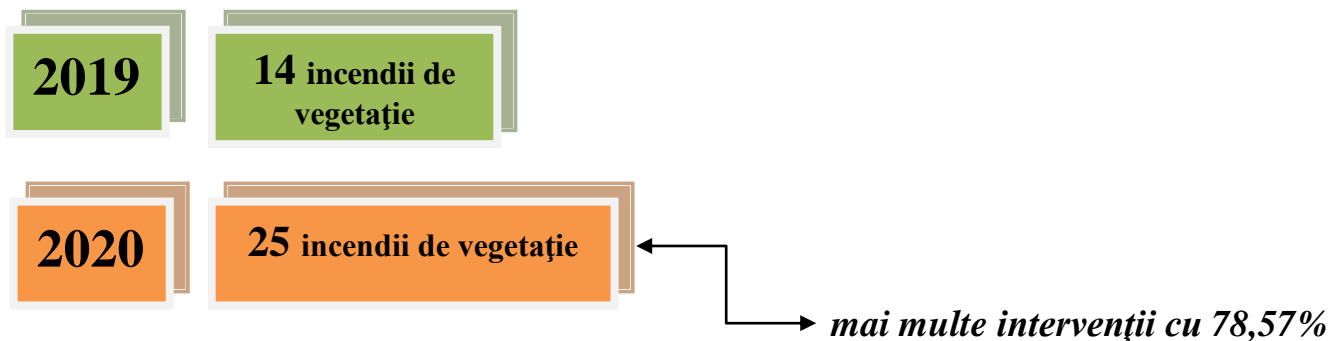 2019
14 incendii de
vegetaţie
2020
25 incendii de vegetaţie
mai multe intervenţii cu 78,57%